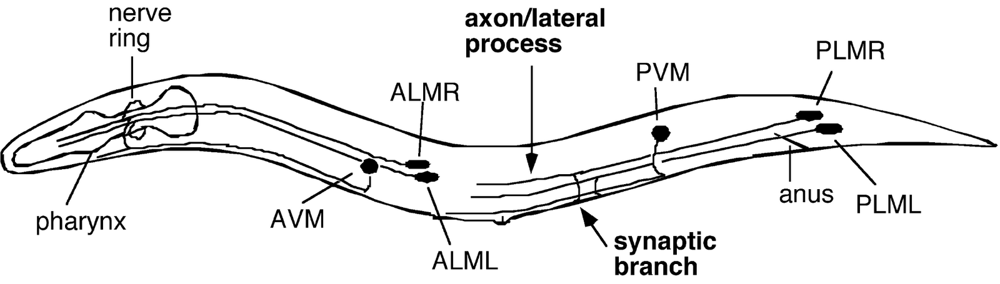 nerve
ring
axon/lateral
process
PLMR
PVM
ALMR
pharynx
AVM
ALML
anus
PLML
synaptic
branch